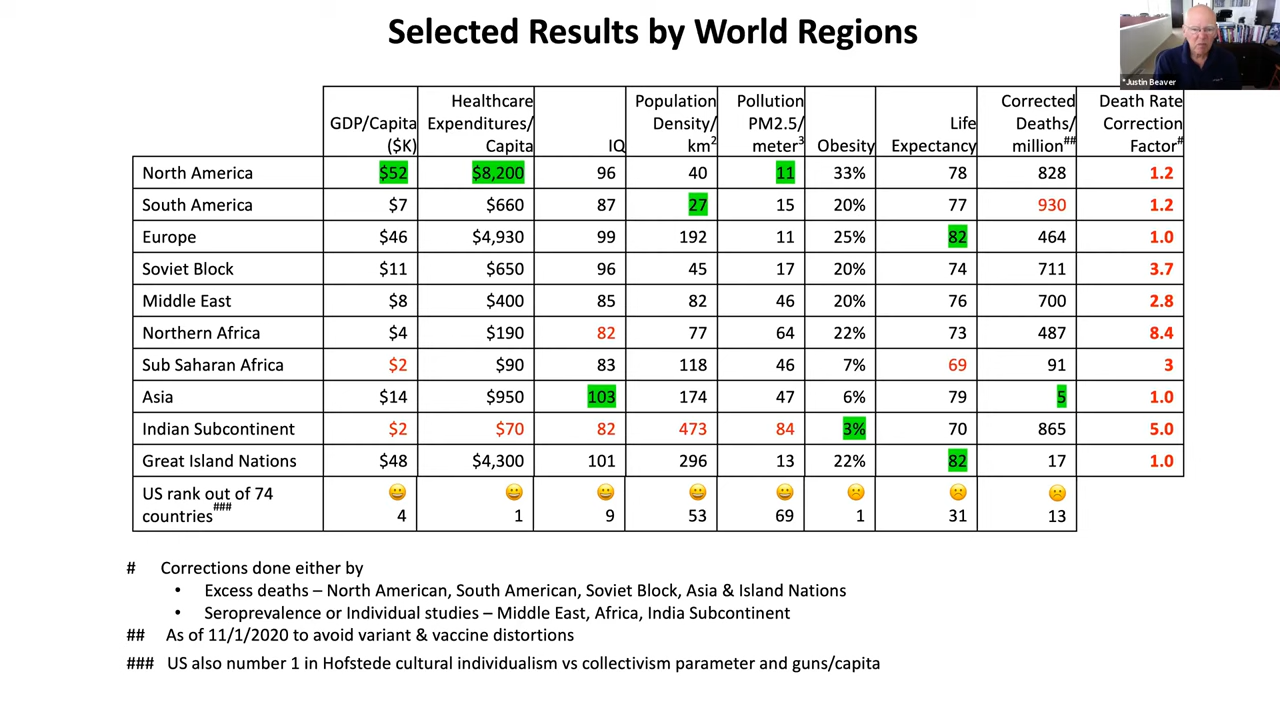 Selected Results by World Regions
*Justin Beaver
GDP/Capita ($K) Healthcare Expenditures/ Capita IQ Population Density/ km2 Pollution PM2.5/ meter3 Obesity Life Expectancy Corrected Deaths/ million## Death Rate Correction Factor#
North America $52 $8,200 96 40 11 33% 78 828 1.2
South America $7 $660 87 27 15 20% 77 930 1.2
Europe $46 $4,930 99 192 11 25% 82 464 1.0
Soviet Block $11 $650 96 45 17 20% 74 711 3.7
Middle East $8 $400 85 82 46 20% 76 700 2.8
Northern Africa $4 $190 82 77 64 22% 73 487 8.4
Sub Saharan Africa $2 $90 83 118 46 7% 69 91 3
Asia $14 $950 103 174 47 6% 79 5 1.0
Indian Subcontinent $2 $70 82 473 84 3% 70 865 5.0
Great Island Nations $48 $4,300 101 296 13 22% 82 17 1.0
US rank out of 74
countries### 4 1 9 53 69 1 31 13
# Corrections done either by
• Excess deaths – North American, South American, Soviet Block, Asia & Island Nations
• Seroprevalence or Individual studies – Middle East, Africa, India Subcontinent
## As of 11/1/2020 to avoid variant & vaccine distortions
### US also number 1 in Hofstede cultural individualism vs collectivism parameter and guns/capita